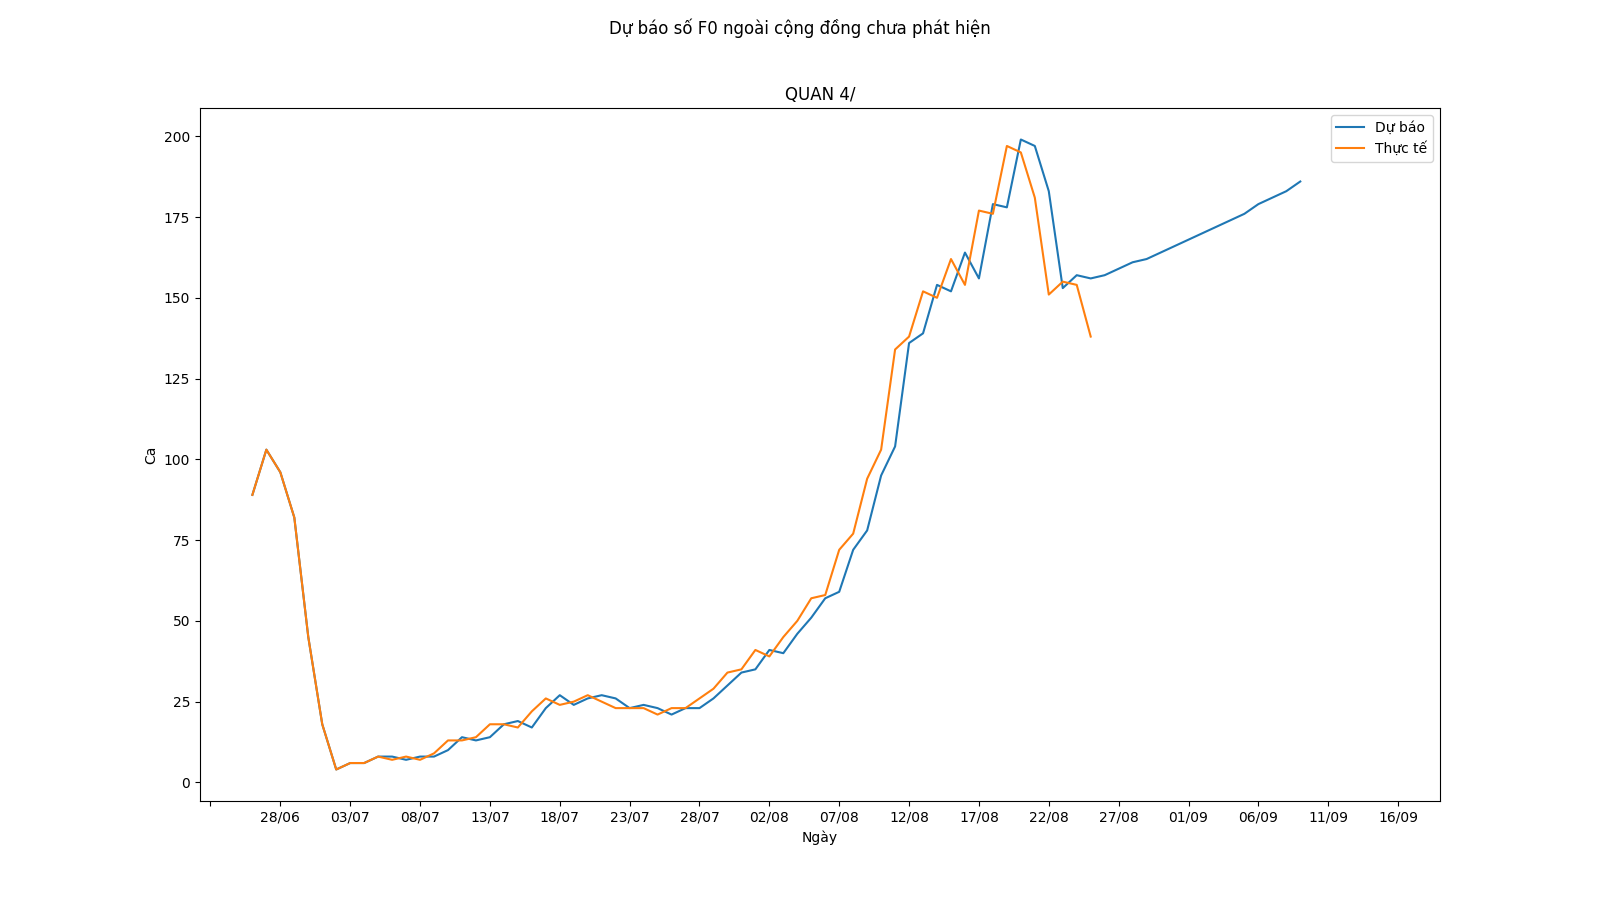 Dự báo số F0 ngoài cộng đồng chưa phát hiện
QUAN 4/
Dự báo
Thực tế
200
175
150
125
100
75
50
25
0
Ca
28/06 03/07 08/07 13/07 18/07 23/07 28/07 02/08 07/08 12/08 17/08 22/08 27/08 01/09 06/09 11/09 16/09
Ngày